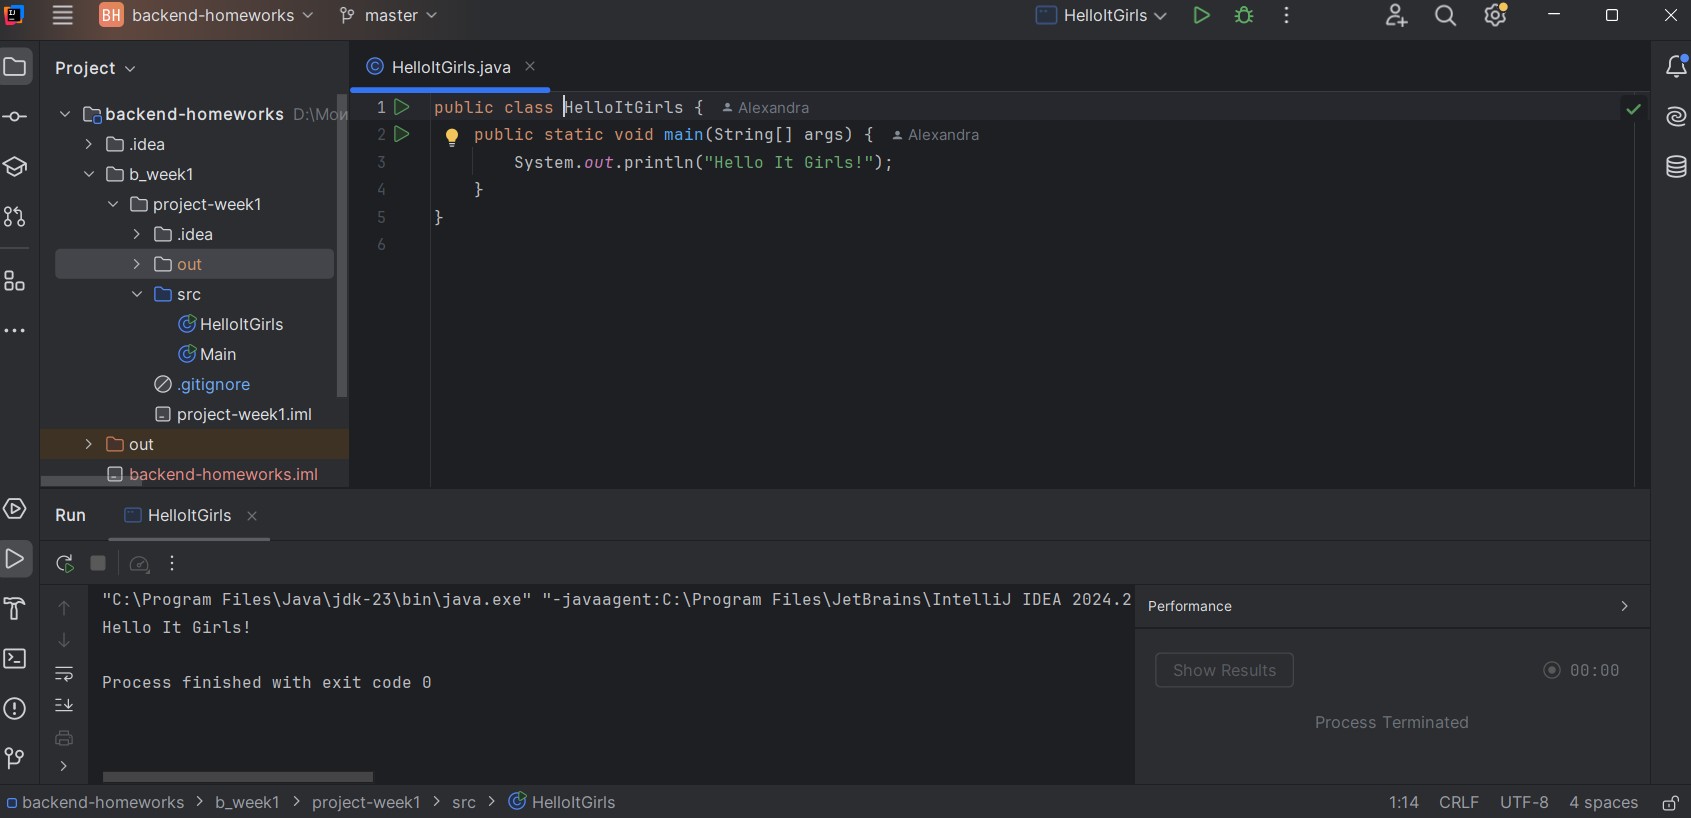 BH backend-homeworks master HelloItGirls
Project
HelloItGirls.java
backend-homeworks D:\Мои
.idea
b_week1
project-week1
.idea
out
src
HelloItGirls
Main
.gitignore
project-week1.iml
out
backend-homeworks.iml
1 public class HelloItGirls { Alexandra
2 public static void main(String[] args) { Alexandra
3 System.out.println("Hello It Girls!");
4 }
5 }
6
Run HelloItGirls
"C:\Program Files\Java\jdk-23\bin\java.exe" "-javaagent:C:\Program Files\JetBrains\IntelliJ IDEA 2024.2
Hello It Girls!
Process finished with exit code 0
Performance
Show Results 00:00
Process Terminated
backend-homeworks > b_week1 > project-week1 > src > HelloItGirls 1:14 CRLF UTF-8 4 spaces